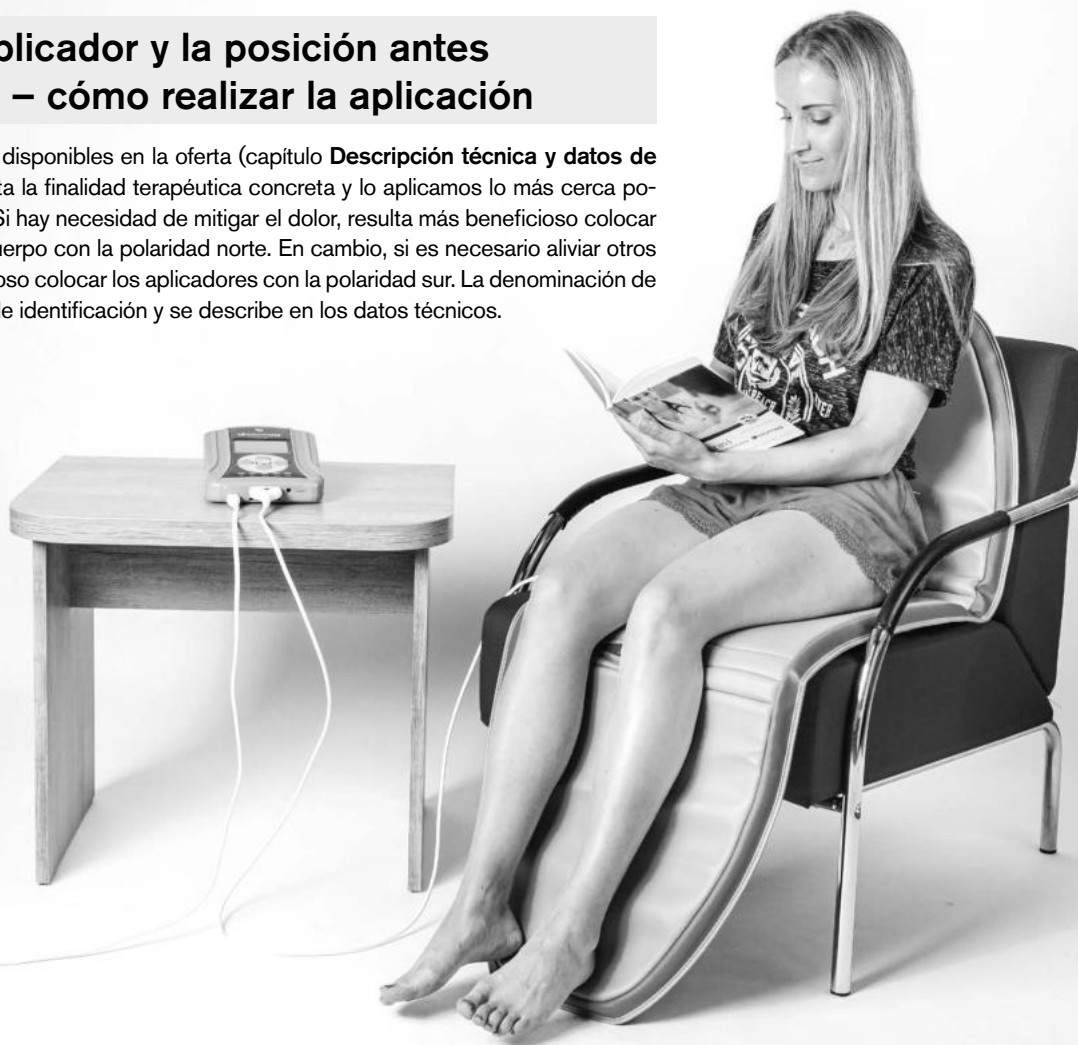 plicador y la posición antes
– cómo realizar la aplicación
disponibles en la oferta (capítulo Descripción técnica y datos de
ta la finalidad terapéutica concreta y lo aplicamos lo más cerca po-
Si hay necesidad de mitigar el dolor, resulta más beneficioso colocar
uerpo con la polaridad norte. En cambio, si es necesario aliviar otros
oso colocar los aplicadores con la polaridad sur. La denominación de
le identificación y se describe en los datos técnicos.